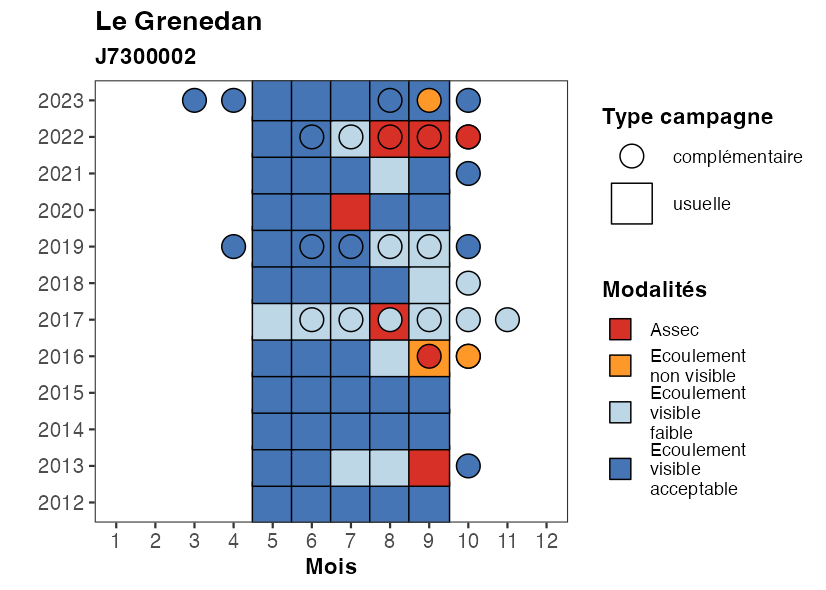 Le Grenedan
J7300002
2023
2022
2021
2020
2019
2018
2017
2016
2015
2014
2013
2012
1 2 3 4 5 6 7 8 9 10 11 12
Mois
Type campagne
complémentaire
usuelle
Modalités
Assec
Ecoulement
non visible
Ecoulement
visible
faible
Ecoulement
visible
acceptable